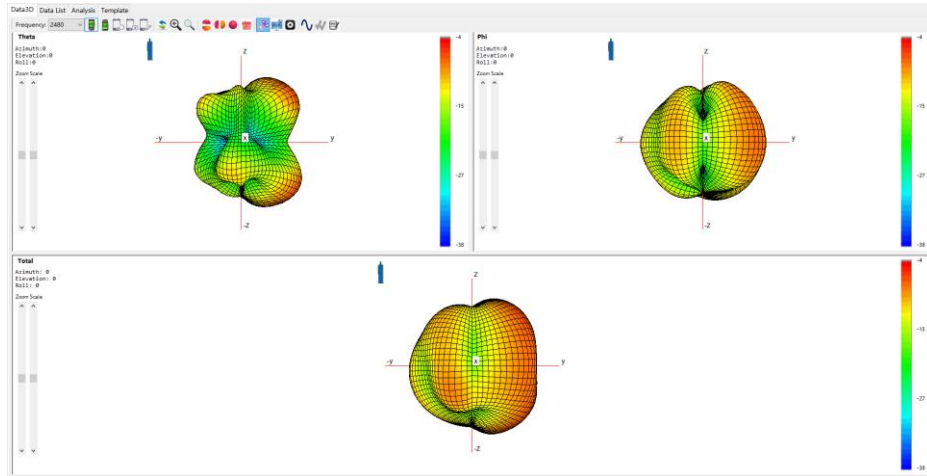 Data3D Data List Analysis Template
Frequency: 2480
Theta
Azimuth:0
Elevation:0
Roll:0
Zoom Scale
Z
-y
x
y
-Z
-4
-15
-27
-38
Phi
Azimuth:0
Elevation:0
Roll:0
Zoom Scale
Z
-y
x
y
-Z
-4
-15
-27
-38
Total
Azimuth: 0
Elevation: 0
Roll: 0
Zoom Scale
Z
-y
x
y
-Z
-4
-15
-27
-38